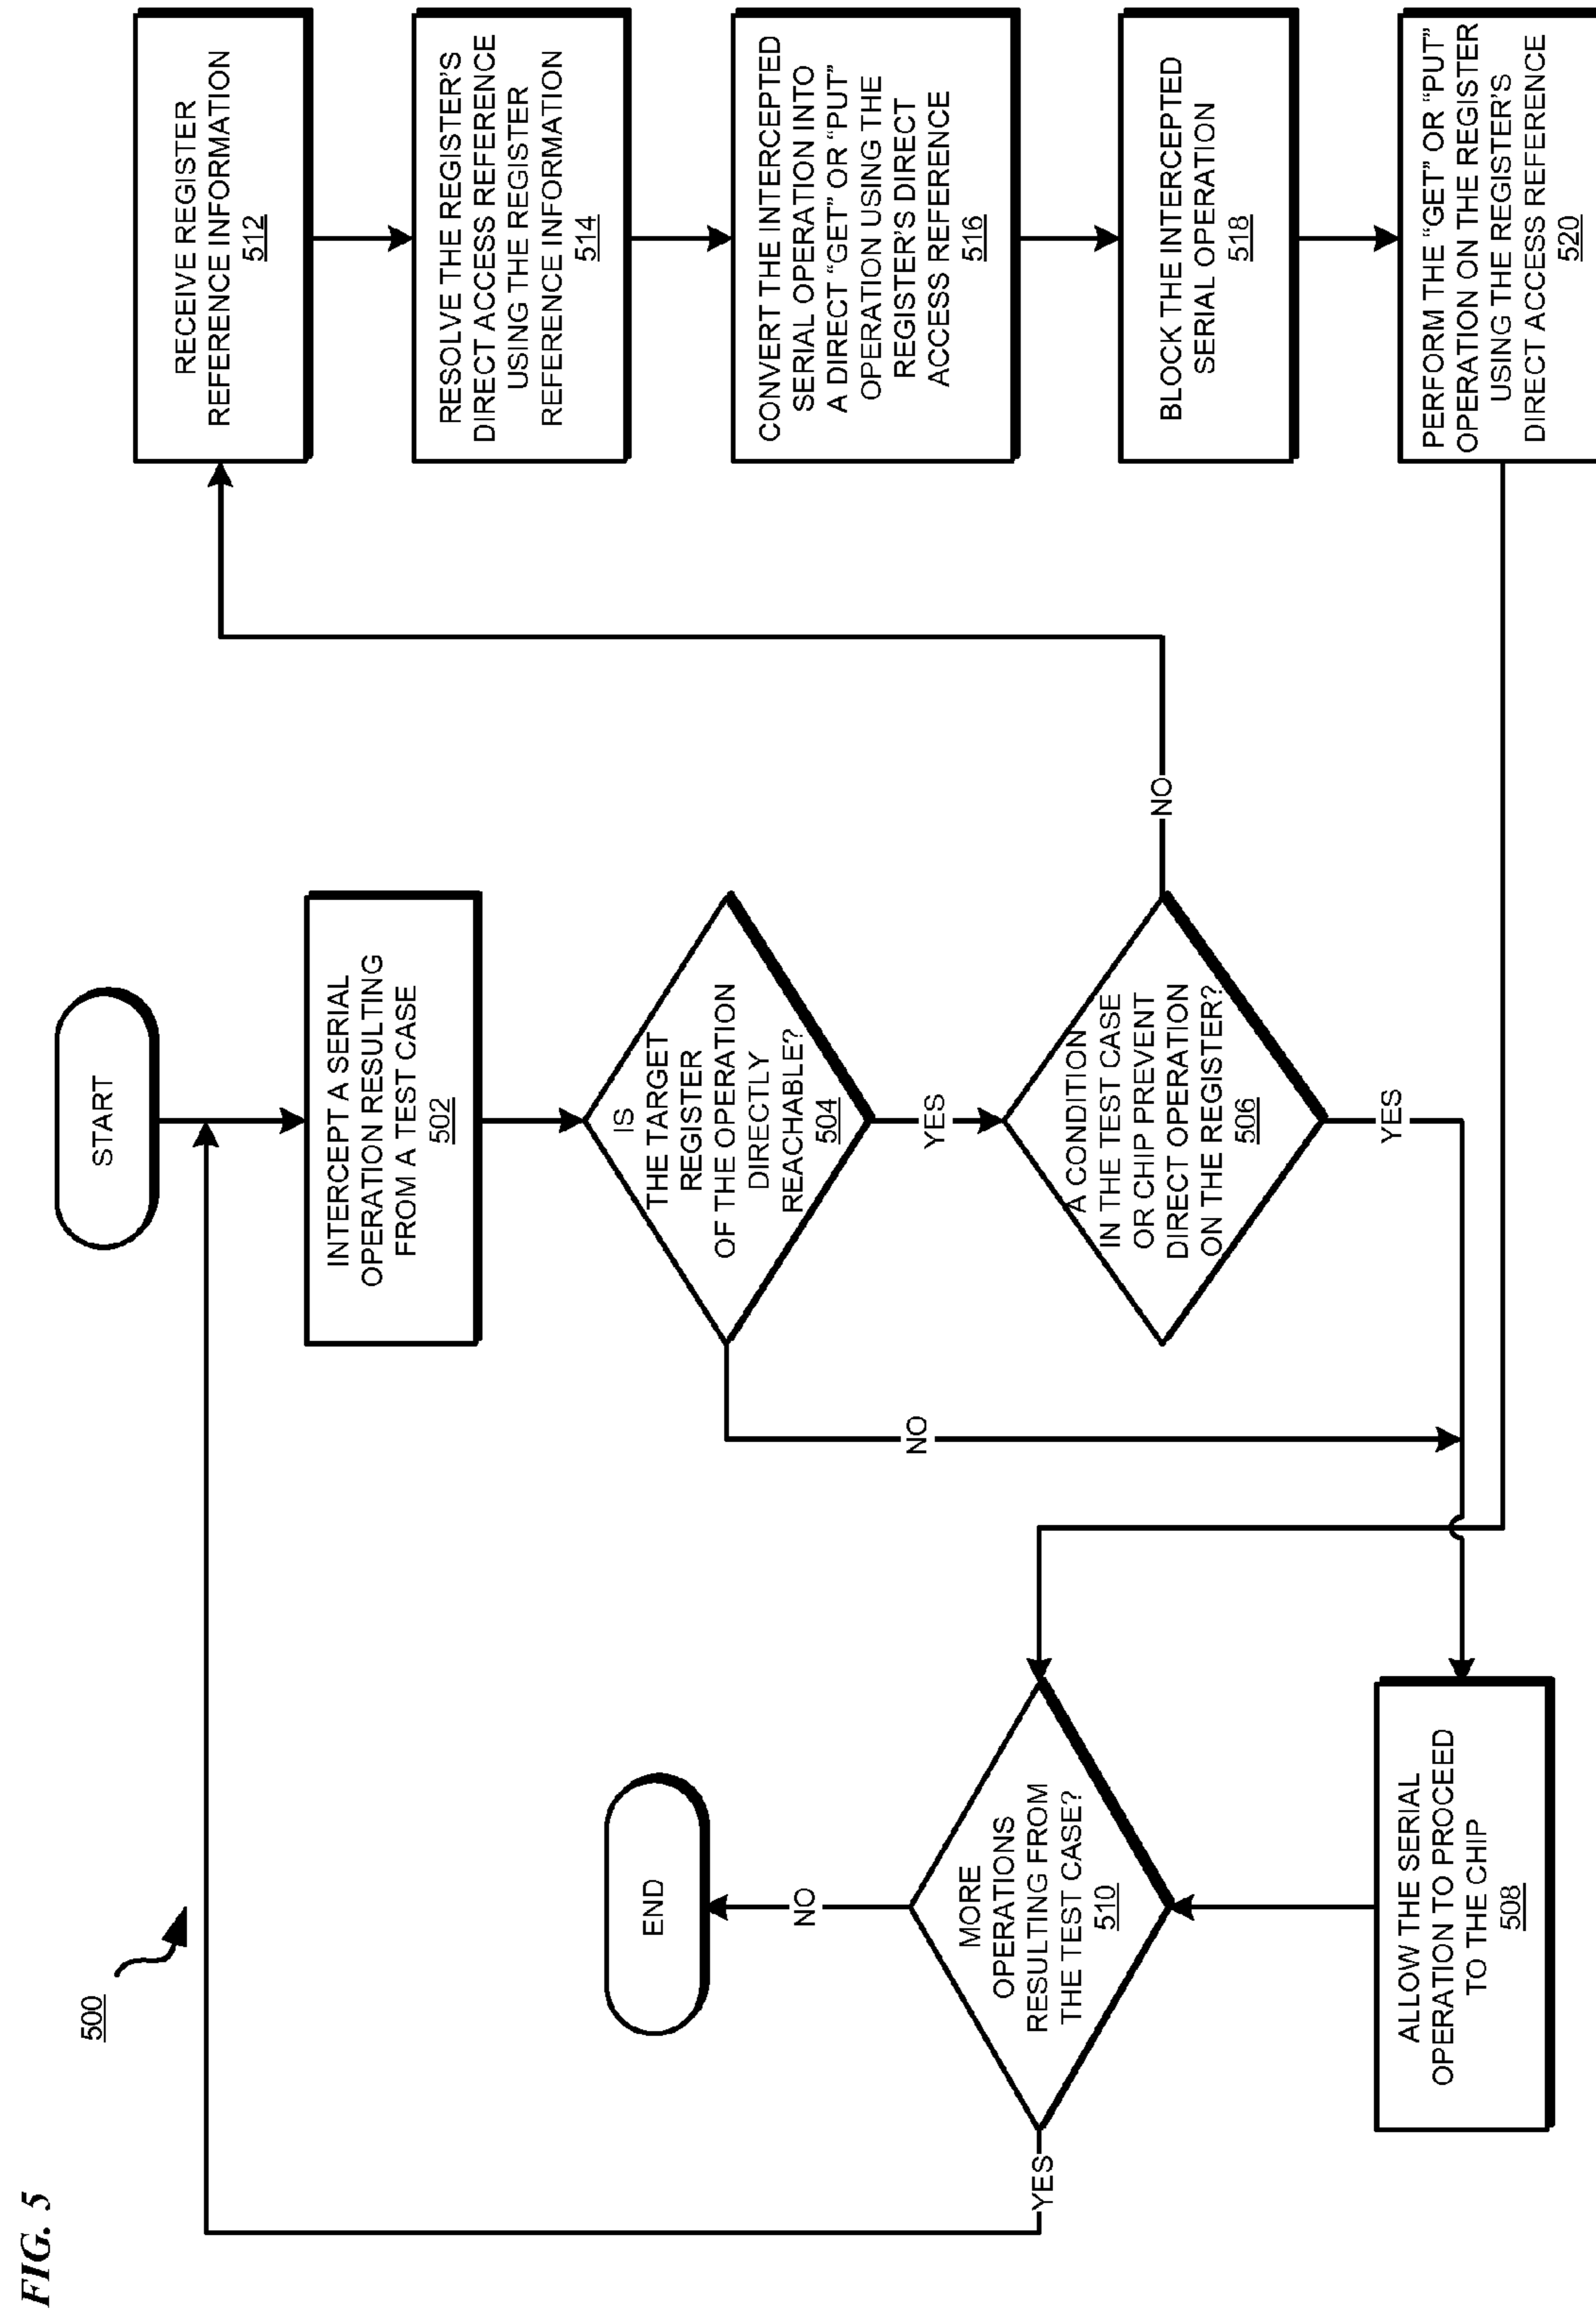 FIG. 5
500
START
INTERCEPT A SERIAL
OPERATION RESULTING
FROM A TEST CASE
502
IS
THE TARGET
REGISTER
OF THE OPERATION
DIRECTLY
REACHABLE?
504
NO
YES
A CONDITION
IN THE TEST CASE
OR CHIP PREVENT
DIRECT OPERATION
ON THE REGISTER?
506
NO
YES
ALLOW THE SERIAL
OPERATION TO PROCEED
TO THE CHIP
508
MORE
OPERATIONS
RESULTING FROM
THE TEST CASE?
510
YES
NO
END
RECEIVE REGISTER
REFERENCE INFORMATION
512
RESOLVE THE REGISTER'S
DIRECT ACCESS REFERENCE
USING THE REGISTER
REFERENCE INFORMATION
514
CONVERT THE INTERCEPTED
SERIAL OPERATION INTO
A DIRECT “GET” OR “PUT”
OPERATION USING THE
REGISTER'S DIRECT
ACCESS REFERENCE
516
BLOCK THE INTERCEPTED
SERIAL OPERATION
518
PERFORM THE “GET” OR “PUT”
OPERATION ON THE REGISTER
USING THE REGISTER'S
DIRECT ACCESS REFERENCE
520